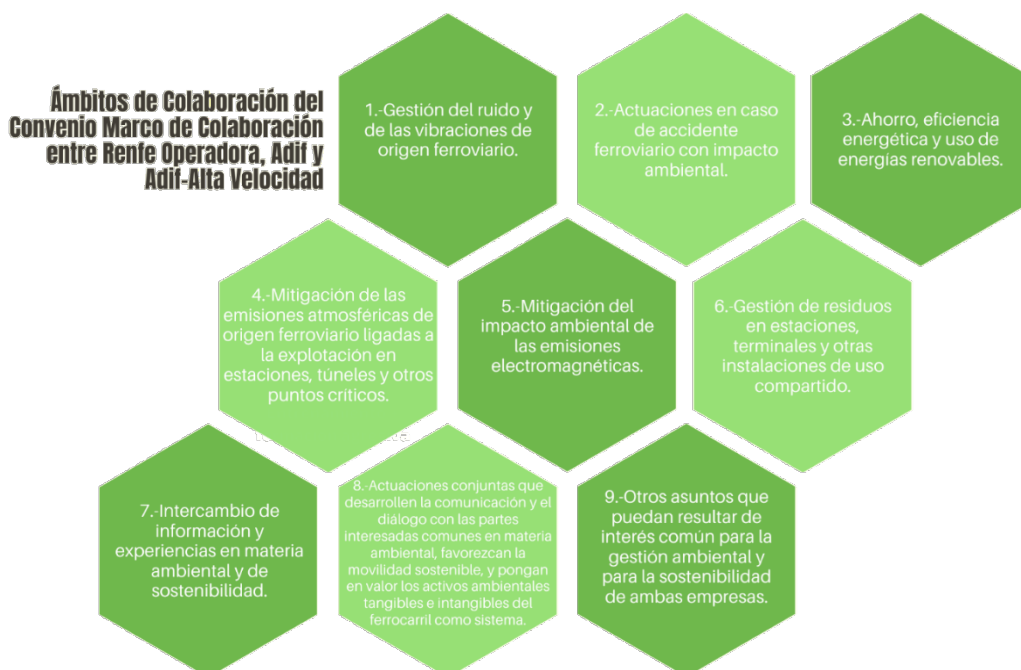 Ámbitos de Colaboración del
Convenio Marco de Colaboración
entre Renfe Operadora, Adif y
Adif-Alta Velocidad
1.-Gestión del ruido y
de las vibraciones de
origen ferroviario.
2.-Actuaciones en caso
de accidente
ferroviario con impacto
ambiental.
3.-Ahorro, eficiencia
energética y uso de
energías renovables.
4.-Mitigación de las
emisiones atmosféricas de
origen ferroviario ligadas a
la explotación en
estaciones, túneles y otros
puntos críticos.
5.-Mitigación del
impacto ambiental de
las emisiones
electromagnéticas.
6.-Gestión de residuos
en estaciones,
terminales y otras
instalaciones de uso
compartido.
7.-Intercambio de
información y
experiencias en materia
ambiental y de
sostenibilidad.
8.-Actuaciones conjuntas que
desarrollen la comunicación y el
diálogo con las partes
interesadas comunes en materia
ambiental, favorezcan la
movilidad sostenible, y pongan
en valor los activos ambientales
tangibles e intangibles del
ferrocarril como sistema.
9.-Otros asuntos que
puedan resultar de
interés común para la
gestión ambiental y
para la sostenibilidad
de ambas empresas.